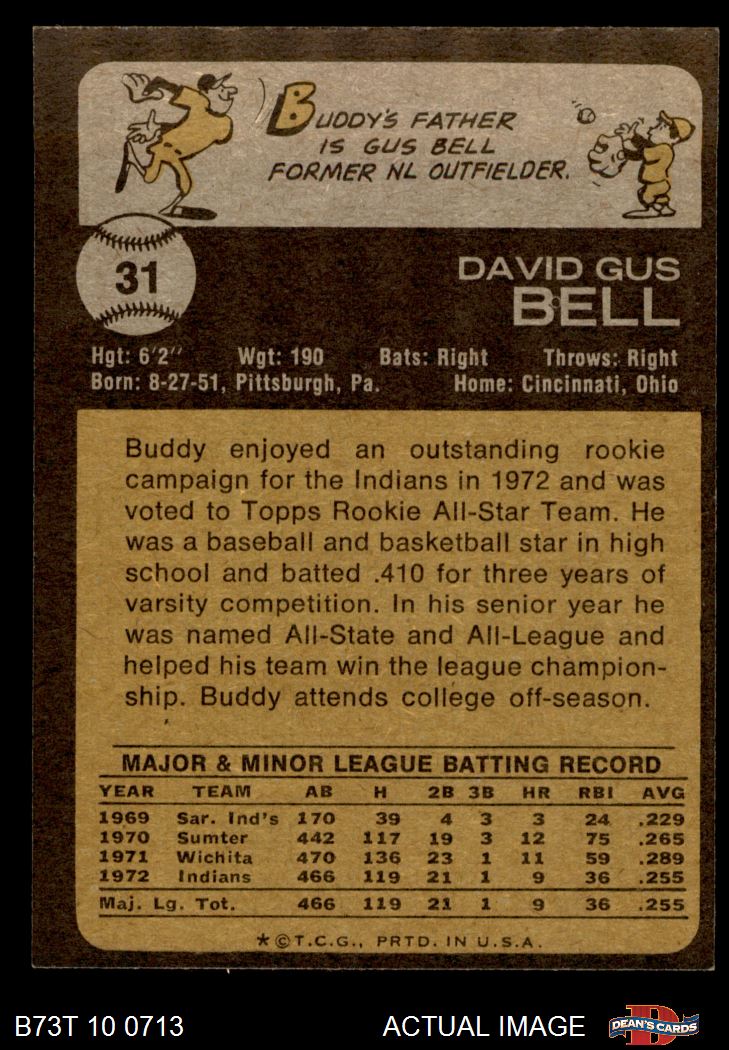 BUDDY'S FATHER
IS GUS BELL
FORMER NL OUTFIELDER.
31
DAVID GUS
BELL
Hgt: 6'2" Wgt: 190 Bats: Right Throws: Right
Born: 8-27-51, Pittsburgh, Pa. Home: Cincinnati, Ohio
Buddy enjoyed an outstanding rookie
campaign for the Indians in 1972 and was
voted to Topps Rookie All-Star Team. He
was a baseball and basketball star in high
school and batted .410 for three years of
varsity competition. In his senior year he
was named All-State and All-League and
helped his team win the league champion-
ship. Buddy attends college off-season.
MAJOR & MINOR LEAGUE BATTING RECORD
YEAR TEAM AB H 2B 3B HR RBI AVG
1969 Sar. Ind's 170 39 4 3 3 24 .229
1970 Sumter 442 117 19 3 12 75 .265
1971 Wichita 470 136 23 1 11 59 .289
1972 Indians 466 119 21 1 9 36 .255
Maj. Lg. Tot. 466 119 21 1 9 36 .255
*©T.C.G., PRTD. IN U.S.A.
B73T 10 0713 ACTUAL IMAGE DEAN'S CARDS